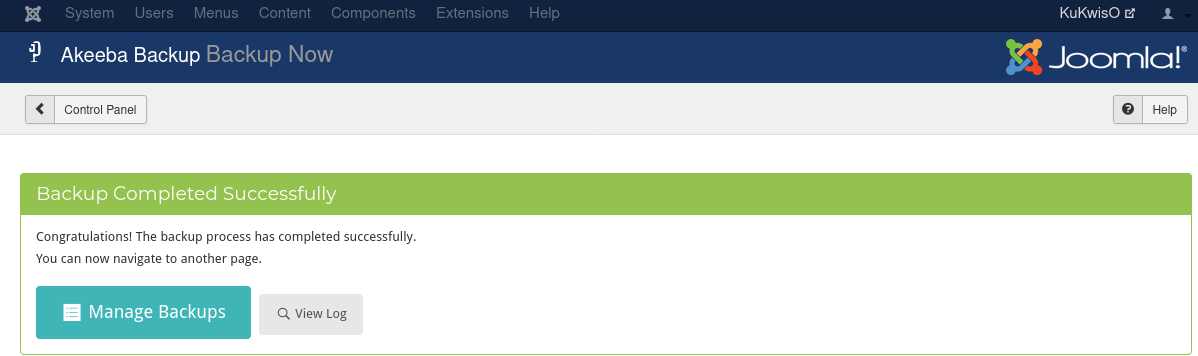 System Users Menus Content Components Extensions Help KuKwisO
Akeeba Backup Backup Now Joomla!®
Control Panel Help
Backup Completed Successfully
Congratulations! The backup process has completed successfully.
You can now navigate to another page.
Manage Backups View Log